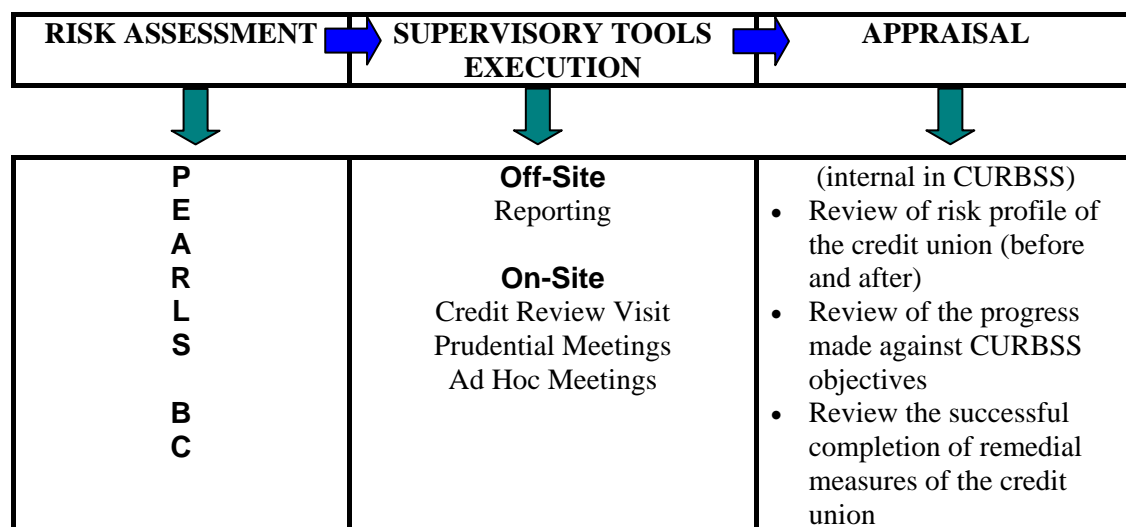 RISK ASSESSMENT
SUPERVISORY TOOLS
EXECUTION
APPRAISAL
P
E
A
R
L
S
B
C
Off-Site
Reporting
On-Site
Credit Review Visit
Prudential Meetings
Ad Hoc Meetings
(internal in CURBSS)
• Review of risk profile of
the credit union (before
and after)
• Review of the progress
made against CURBSS
objectives
• Review the successful
completion of remedial
measures of the credit
union